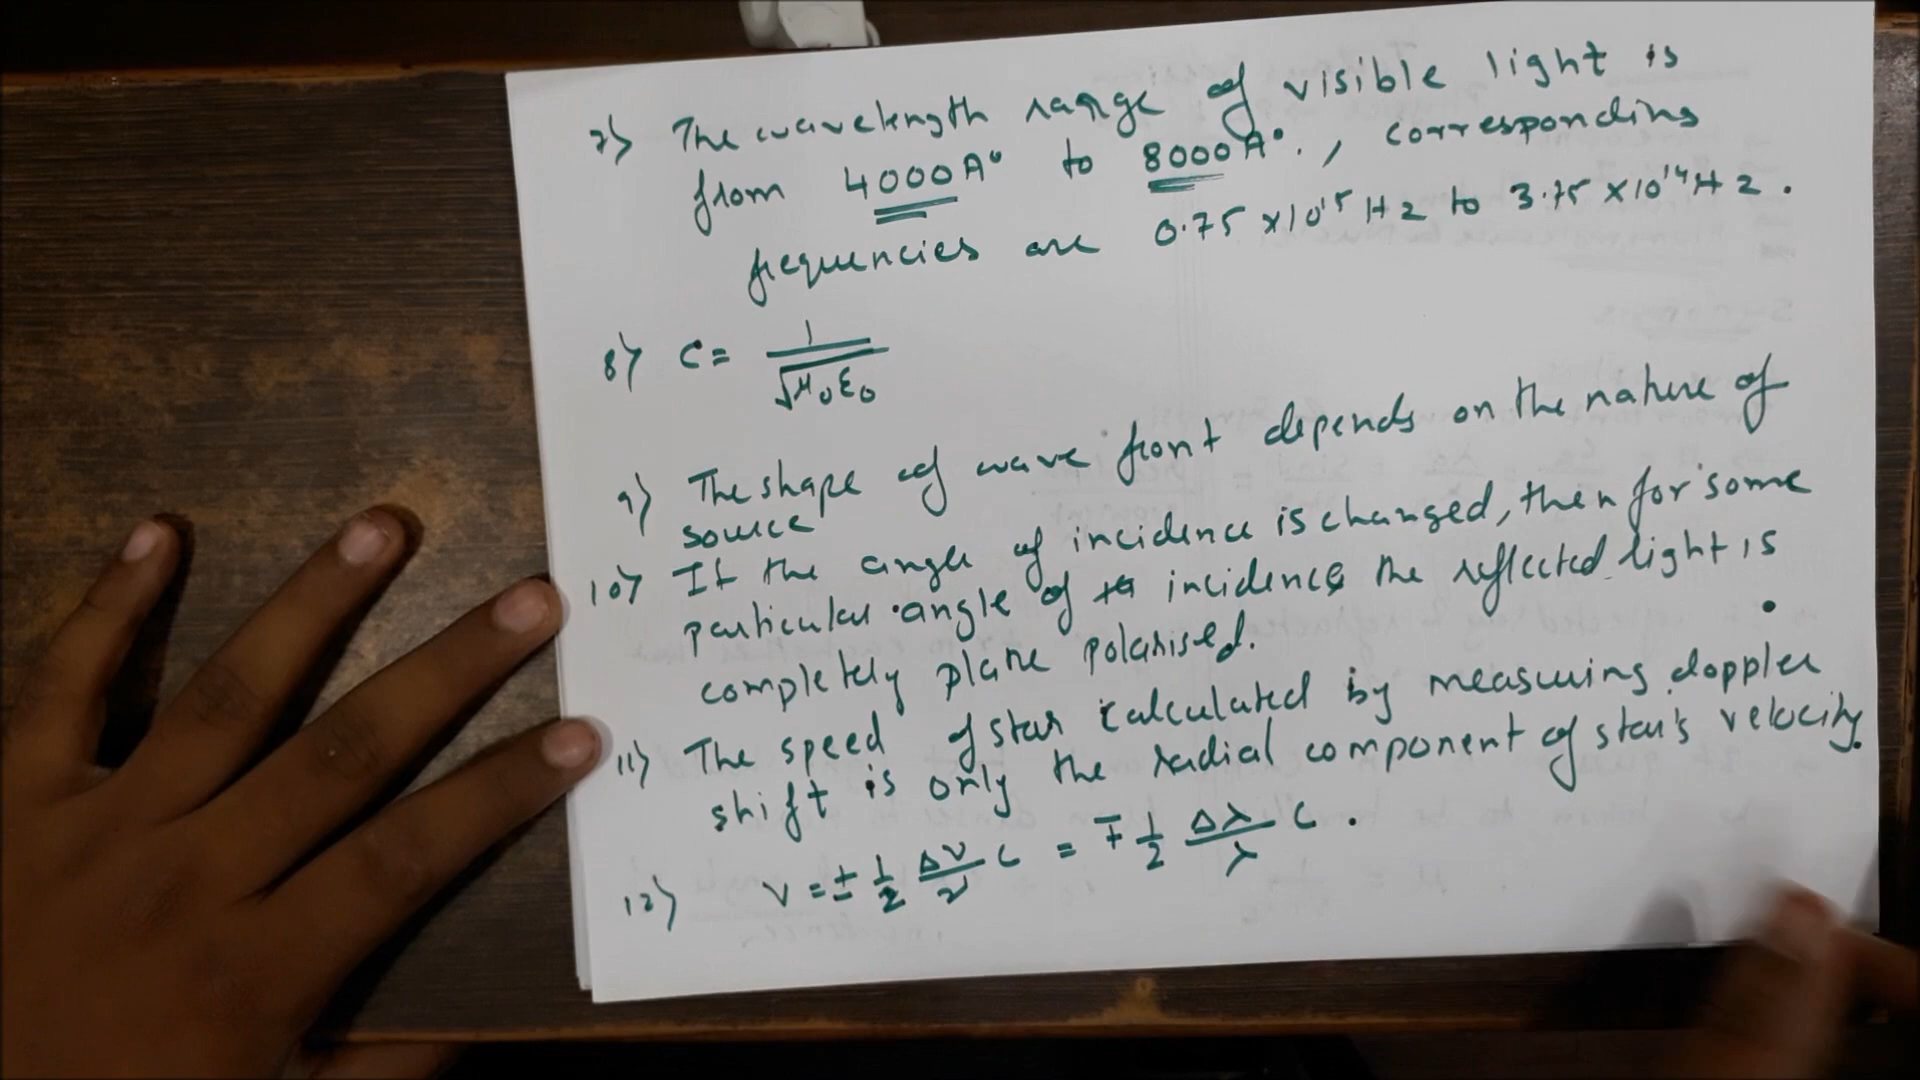 7) The wavelength range of visible light is
from 4000A° to 8000A°., corresponding
frequencies are 0.75 x10¹⁵ Hz to 3.75 x10¹⁴ Hz.
8) C = 1/√μ₀ε₀
9) The shape of wave front depends on the nature of
source
10) If the angle of incidence is changed, then for some
particular angle of incidence the reflected light is
completely plane polarised.
11) The speed of star calculated by measuring doppler
shift is only the radial component of star's velocity.
12) V = ± 1/2 Δν/ν C = ∓ 1/2 Δλ/λ C.